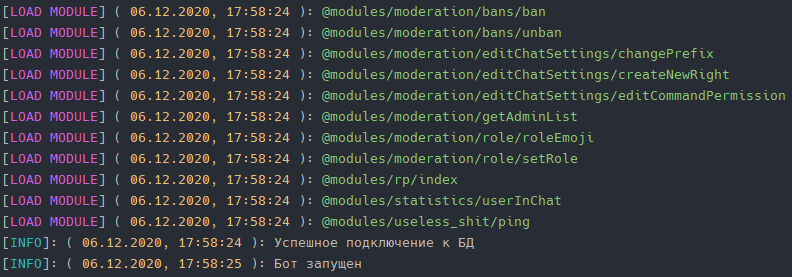 [LOAD MODULE] ( 06.12.2020, 17:58:24 ): @modules/moderation/bans/ban
[LOAD MODULE] ( 06.12.2020, 17:58:24 ): @modules/moderation/bans/unban
[LOAD MODULE] ( 06.12.2020, 17:58:24 ): @modules/moderation/editChatSettings/changePrefix
[LOAD MODULE] ( 06.12.2020, 17:58:24 ): @modules/moderation/editChatSettings/createNewRight
[LOAD MODULE] ( 06.12.2020, 17:58:24 ): @modules/moderation/editChatSettings/editCommandPermission
[LOAD MODULE] ( 06.12.2020, 17:58:24 ): @modules/moderation/getAdminList
[LOAD MODULE] ( 06.12.2020, 17:58:24 ): @modules/moderation/role/roleEmoji
[LOAD MODULE] ( 06.12.2020, 17:58:24 ): @modules/moderation/role/setRole
[LOAD MODULE] ( 06.12.2020, 17:58:24 ): @modules/rp/index
[LOAD MODULE] ( 06.12.2020, 17:58:24 ): @modules/statistics/userInChat
[LOAD MODULE] ( 06.12.2020, 17:58:24 ): @modules/useless_shit/ping
[INFO]: ( 06.12.2020, 17:58:24 ): Успешное подключение к БД
[INFO]: ( 06.12.2020, 17:58:25 ): Бот запущен